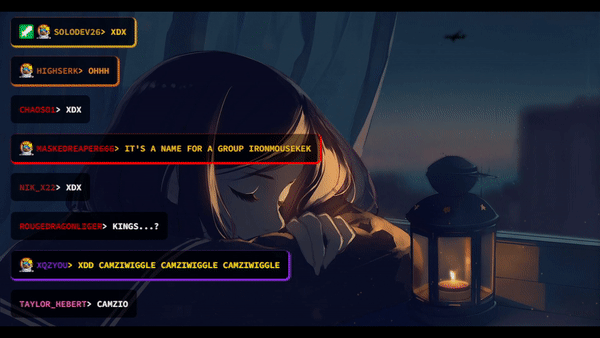 SOLODEV26> XDX
HIGHSERK> OHHH
CHADSO1> XDX
MASKEDREAPER666> IT'S A NAME FOR A GROUP IRONMOUSEKEK
NIK_X22> XDX
ROUGEDRAGONLIGER> KINGS...?
XQZYOU> XDD CAMZIWIGGLE CAMZIWIGGLE CAMZIWIGGLE
TAYLOR_HEBERT> CAMZIO